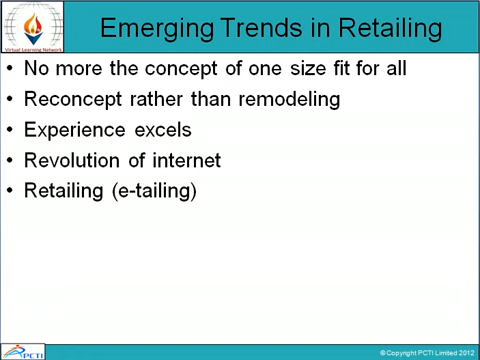 Emerging Trends in Retailing
Virtual Learning Network
• No more the concept of one size fit for all
• Reconcept rather than remodeling
• Experience excels
• Revolution of internet
• Retailing (e-tailing)
PCTI
©Copyright PCTI Limited 2012